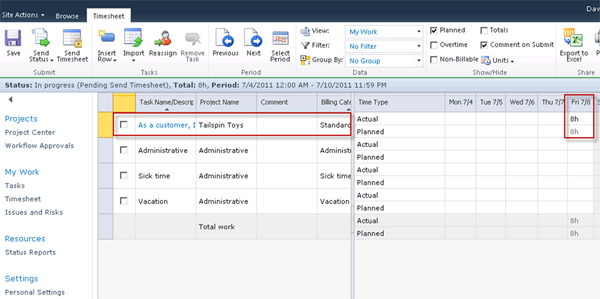 Site Actions Browse Timesheet Dav
Save Send Status Send Timesheet
Insert Row Import Reassign Remove Task
Previous Next Select Period
View: My Work
Filter: No Filter
Group By: No Group
Planned Totals
Overtime Comment on Submit
Non-Billable Units
Export to Excel Pri
Submit Tasks Period Data Show/Hide Share
Status: In progress (Pending Send Timesheet), Total: 8h, Period: 7/4/2011 12:00 AM - 7/10/2011 11:59 PM
Task Name/Descrip Project Name Comment Billing Cate Time Type Mon 7/4 Tue 7/5 Wed 7/6 Thu 7/7 Fri 7/8 S
As a customer, I Tailspin Toys Standard Actual 8h
Planned 8h
Administrative Administrative Standard Actual
Planned
Sick time Administrative Standard Actual
Planned
Vacation Administrative Standard Actual
Planned
Total work Actual 8h
Planned 8h
Projects
Project Center
Workflow Approvals
My Work
Tasks
Timesheet
Issues and Risks
Resources
Status Reports
Settings
Personal Settings